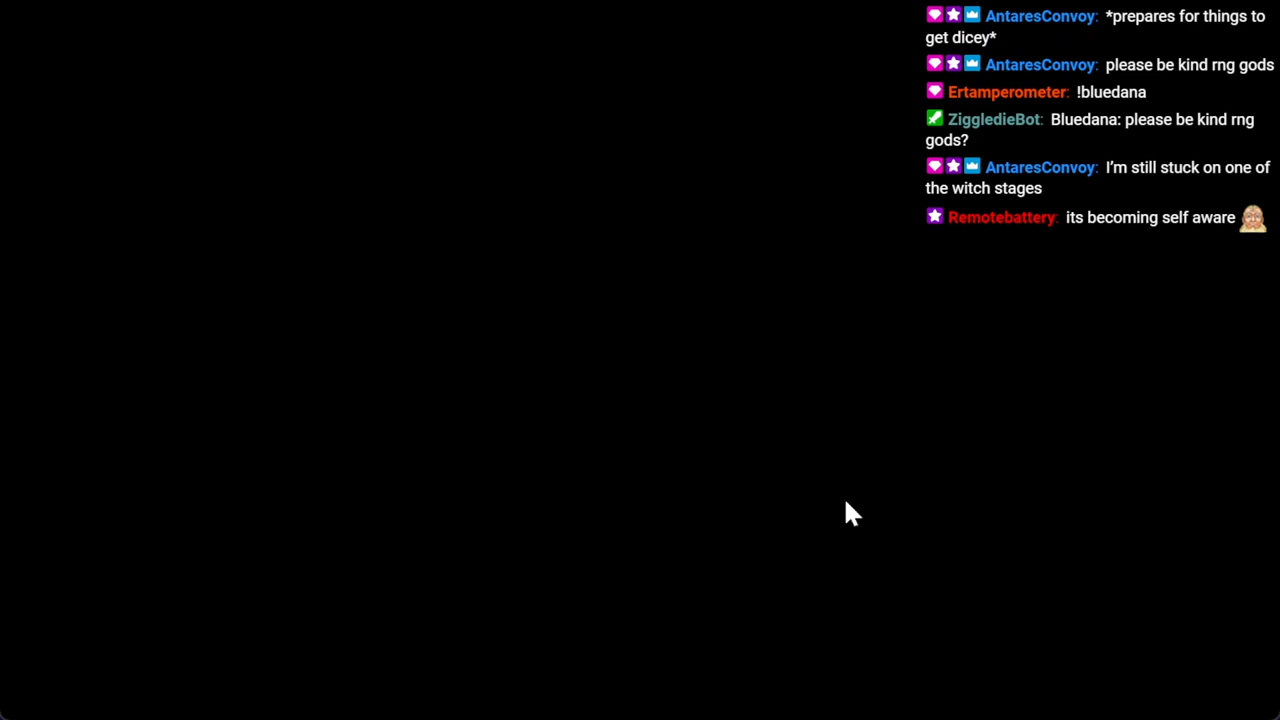 AntaresConvoy: *prepares for things to
get dicey*
AntaresConvoy: please be kind rng gods
Ertamperometer: !bluedana
ZiggledieBot: Bluedana: please be kind rng
gods?
AntaresConvoy: I’m still stuck on one of
the witch stages
Remotebattery: its becoming self aware